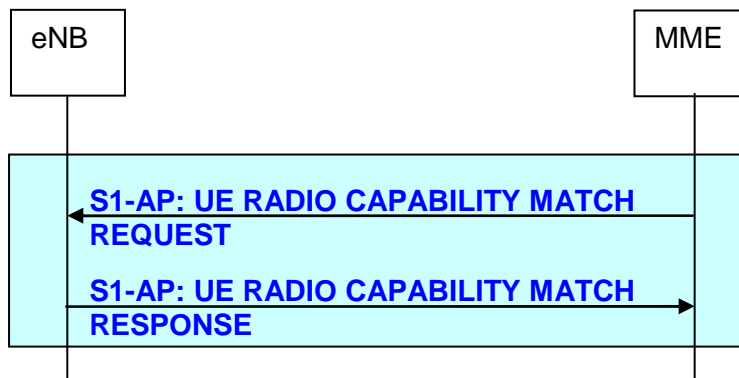 eNB
MME
S1-AP: UE RADIO CAPABILITY MATCH
REQUEST
S1-AP: UE RADIO CAPABILITY MATCH
RESPONSE